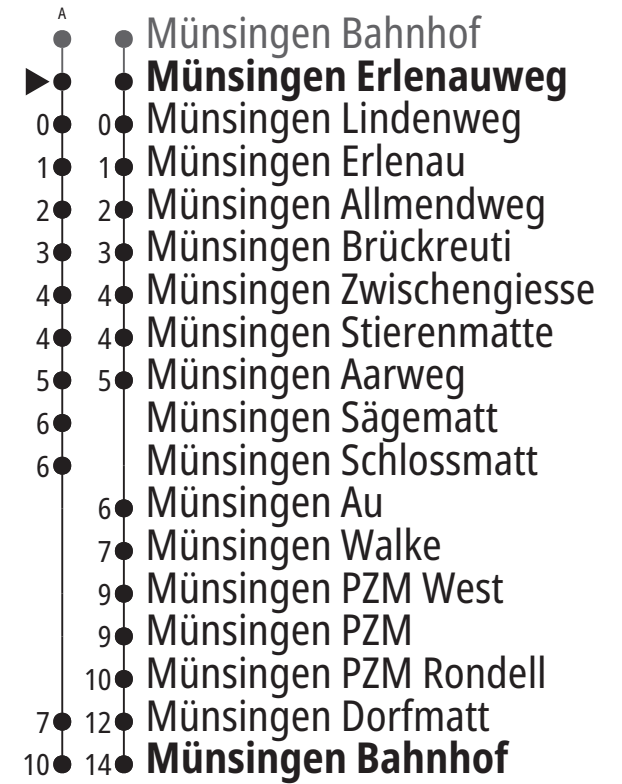 A
Münsingen Bahnhof
Münsingen Erlenauweg
0 0 Münsingen Lindenweg
1 1 Münsingen Erlenau
2 2 Münsingen Allmendweg
3 3 Münsingen Brückreuti
4 4 Münsingen Zwischengiesse
4 4 Münsingen Stierenmatte
5 5 Münsingen Aarweg
6 Münsingen Sägematt
6 Münsingen Schlossmatt
6 Münsingen Au
7 Münsingen Walke
9 Münsingen PZM West
9 Münsingen PZM
10 Münsingen PZM Rondell
7 12 Münsingen Dorfmatt
10 14 Münsingen Bahnhof